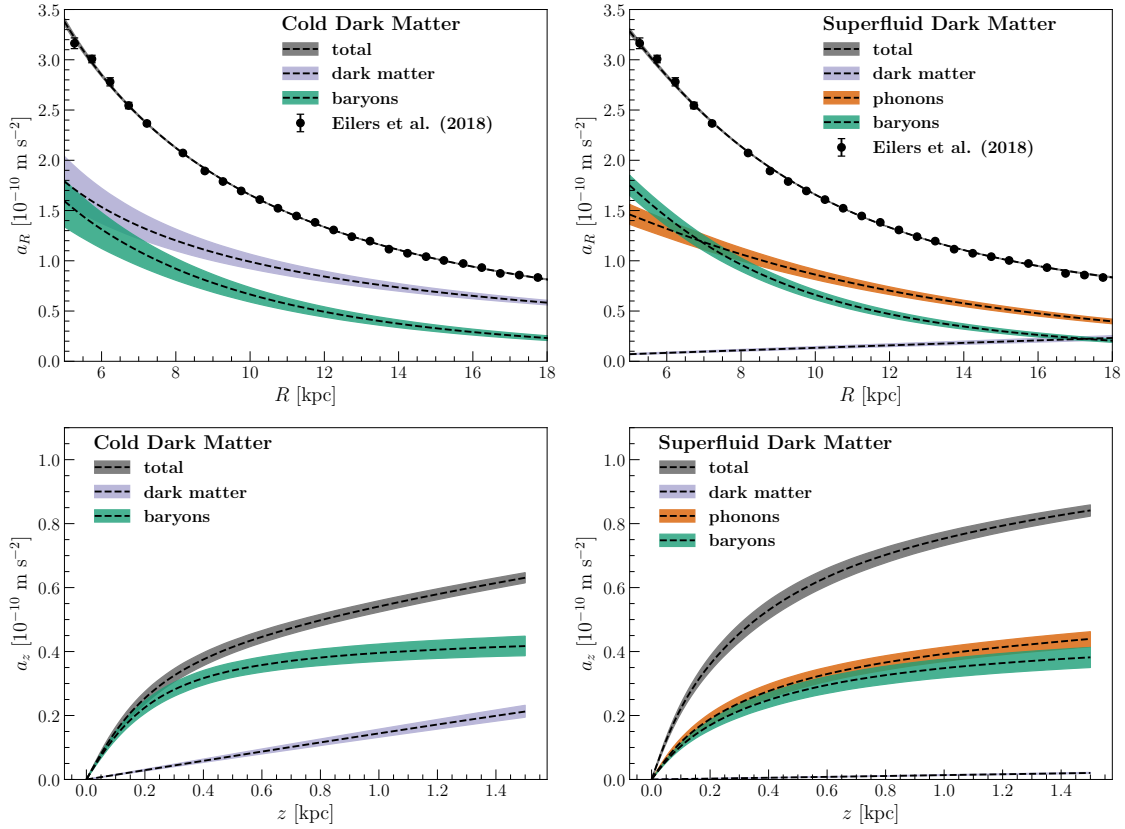 Cold Dark Matter
total
dark matter
baryons
Eilers et al. (2018)
3.5
3.0
2.5
2.0
1.5
1.0
0.5
0.0
a_R [10^{-10} m s^{-2}]
6 8 10 12 14 16 18
R [kpc]
Superfluid Dark Matter
total
dark matter
phonons
baryons
Eilers et al. (2018)
3.5
3.0
2.5
2.0
1.5
1.0
0.5
0.0
a_R [10^{-10} m s^{-2}]
6 8 10 12 14 16 18
R [kpc]
Cold Dark Matter
total
dark matter
baryons
1.0
0.8
0.6
0.4
0.2
0.0
a_z [10^{-10} m s^{-2}]
0.0 0.2 0.4 0.6 0.8 1.0 1.2 1.4
z [kpc]
Superfluid Dark Matter
total
dark matter
phonons
baryons
1.0
0.8
0.6
0.4
0.2
0.0
a_z [10^{-10} m s^{-2}]
0.0 0.2 0.4 0.6 0.8 1.0 1.2 1.4
z [kpc]